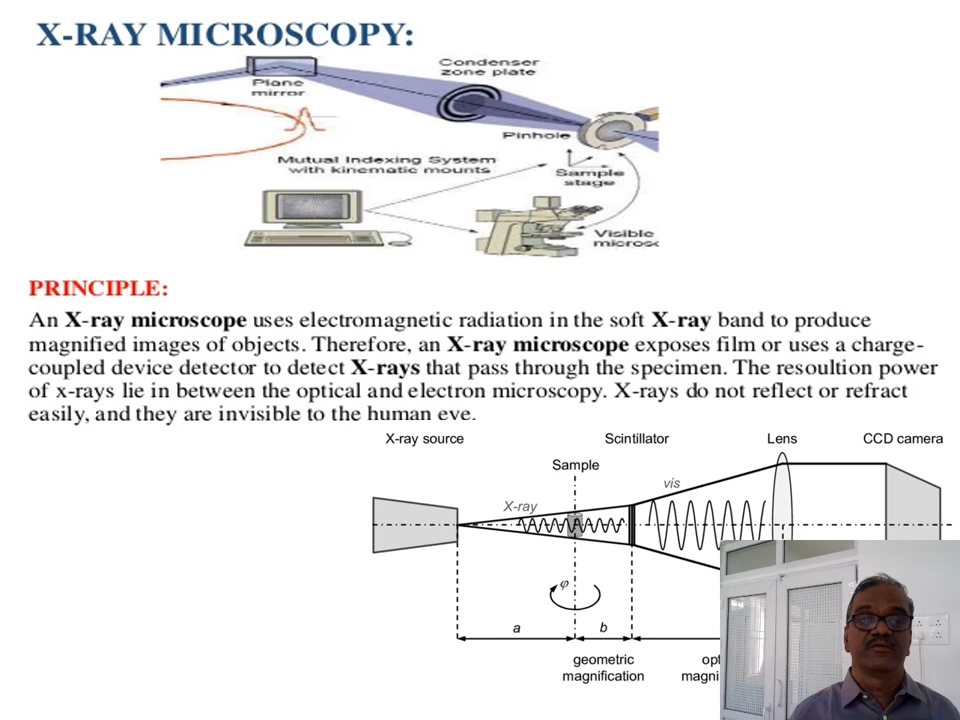 X-RAY MICROSCOPY:
Condenser
zone plate
Plane
mirror
Pinhole
Mutual Indexing System
with kinematic mounts
Sample
stage
Visible
PRINCIPLE:
An X-ray microscope uses electromagnetic radiation in the soft X-ray band to produce
magnified images of objects. Therefore, an X-ray microscope exposes film or uses a charge-
coupled device detector to detect X-rays that pass through the specimen. The resoultion power
of x-rays lie in between the optical and electron microscopy. X-rays do not reflect or refract
easily, and they are invisible to the human eye.
X-ray source
Scintillator
Lens
CCD camera
Sample
vis
X-ray
φ
a
b
geometric
magnification